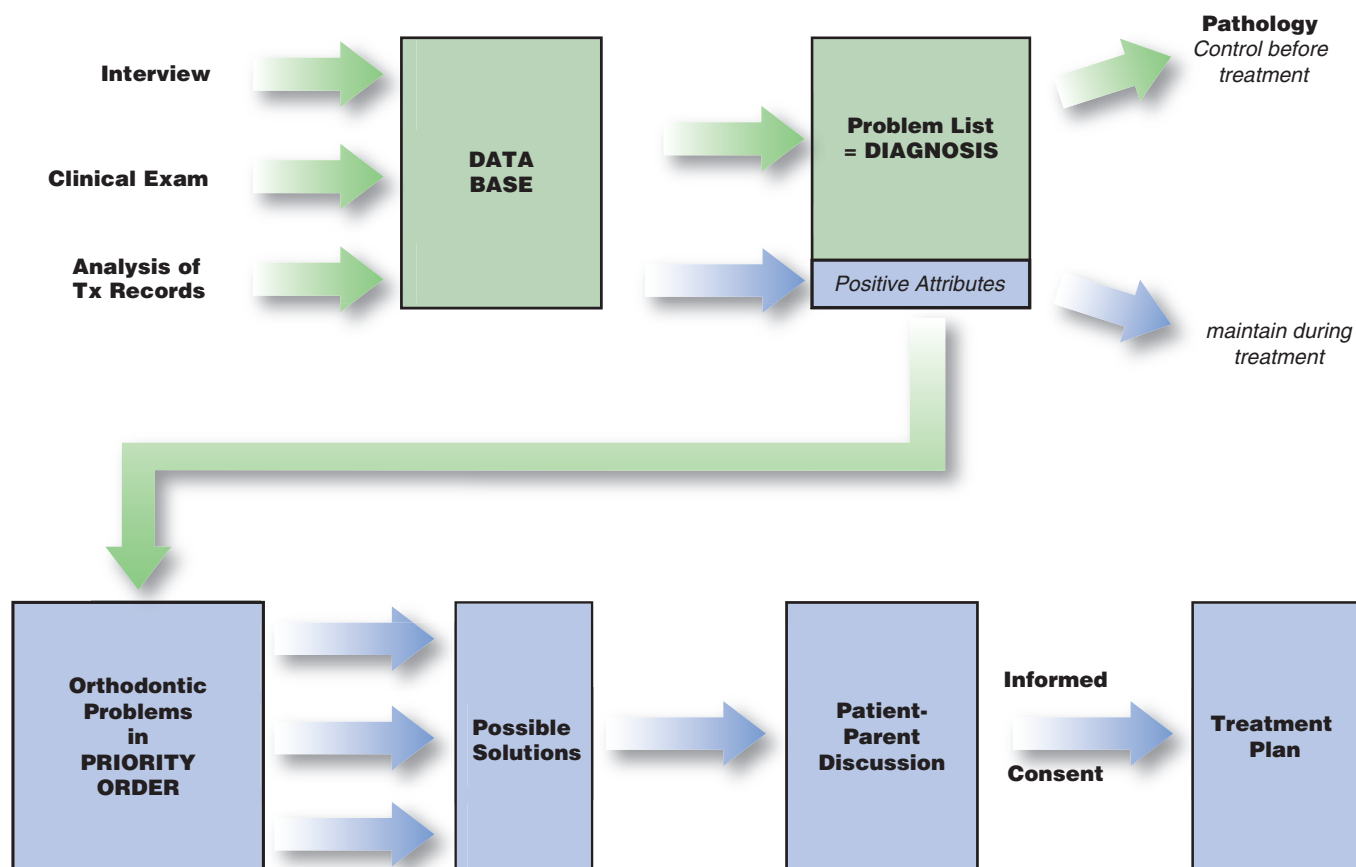 Interview
Clinical Exam
Analysis of
Tx Records
DATA
BASE
Problem List
= DIAGNOSIS
Positive Attributes
Pathology
Control before
treatment
maintain during
treatment
Orthodontic
Problems
in
PRIORITY
ORDER
Possible
Solutions
Patient-
Parent
Discussion
Informed
Consent
Treatment
Plan